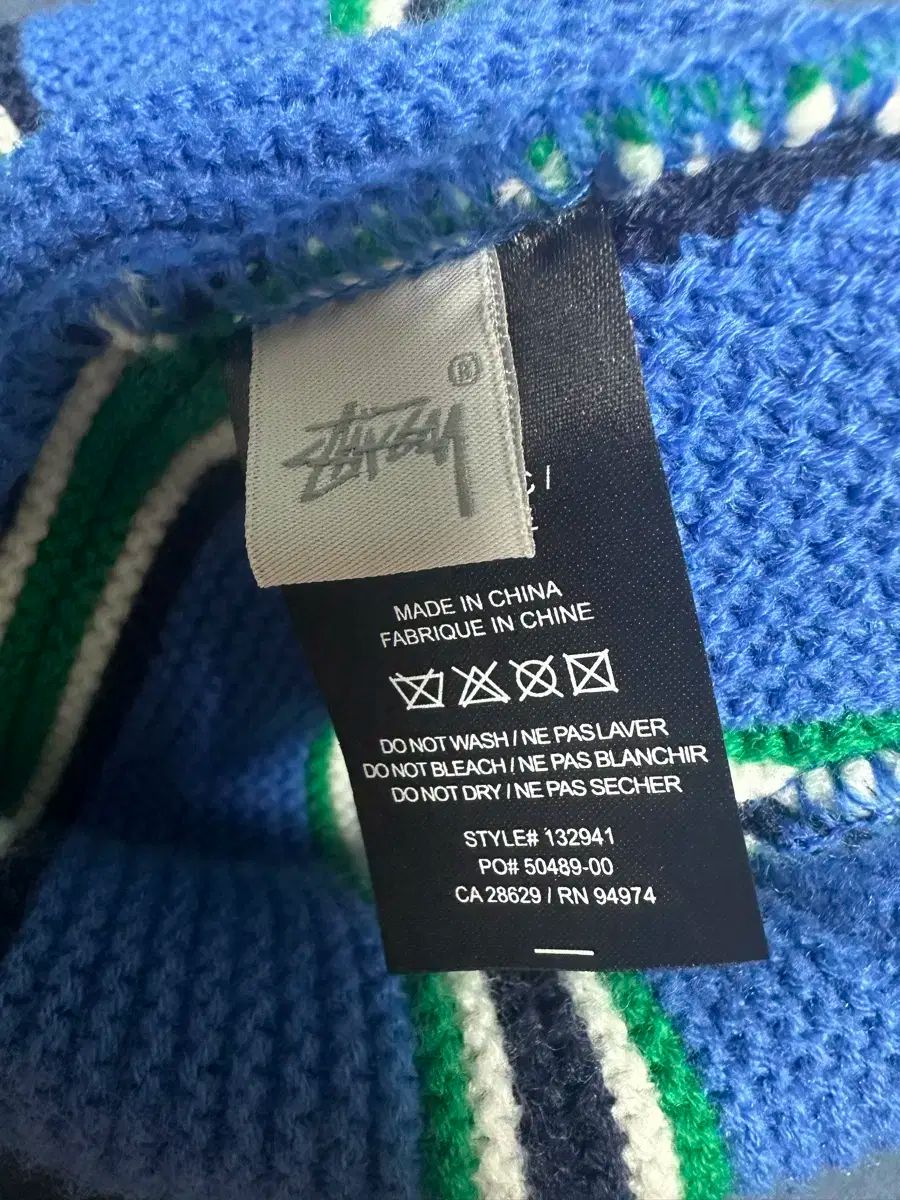 STÜSSY ®
C /
MADE IN CHINA
FABRIQUE IN CHINE
DO NOT WASH / NE PAS LAVER
DO NOT BLEACH / NE PAS BLANCHIR
DO NOT DRY / NE PAS SECHER
STYLE# 132941
PO# 50489-00
CA 28629 / RN 94974